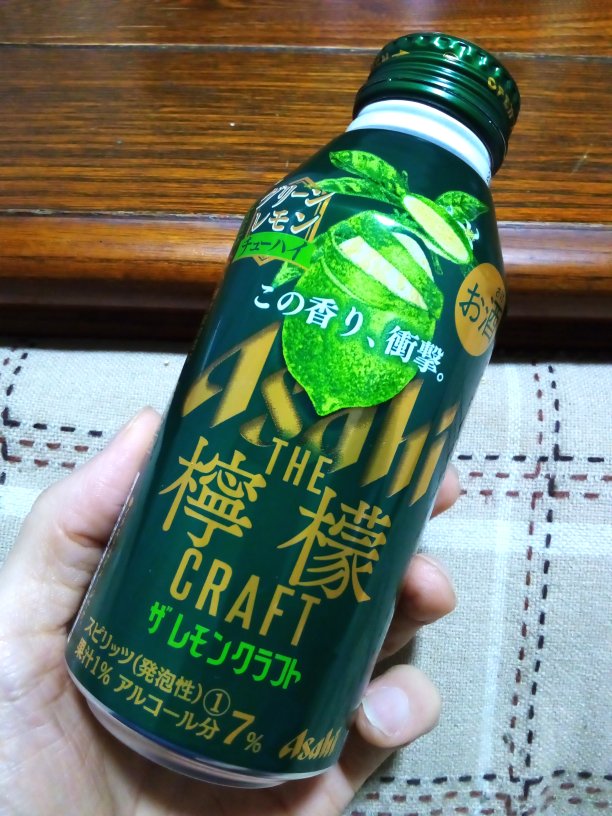 グリーン
レモン
チューハイ
お酒
この香り、衝撃。
Asahi
THE
檸檬
CRAFT
ザ レモンクラフト
スピリッツ(発泡性)①
果汁1% アルコール分 7%
Asahi